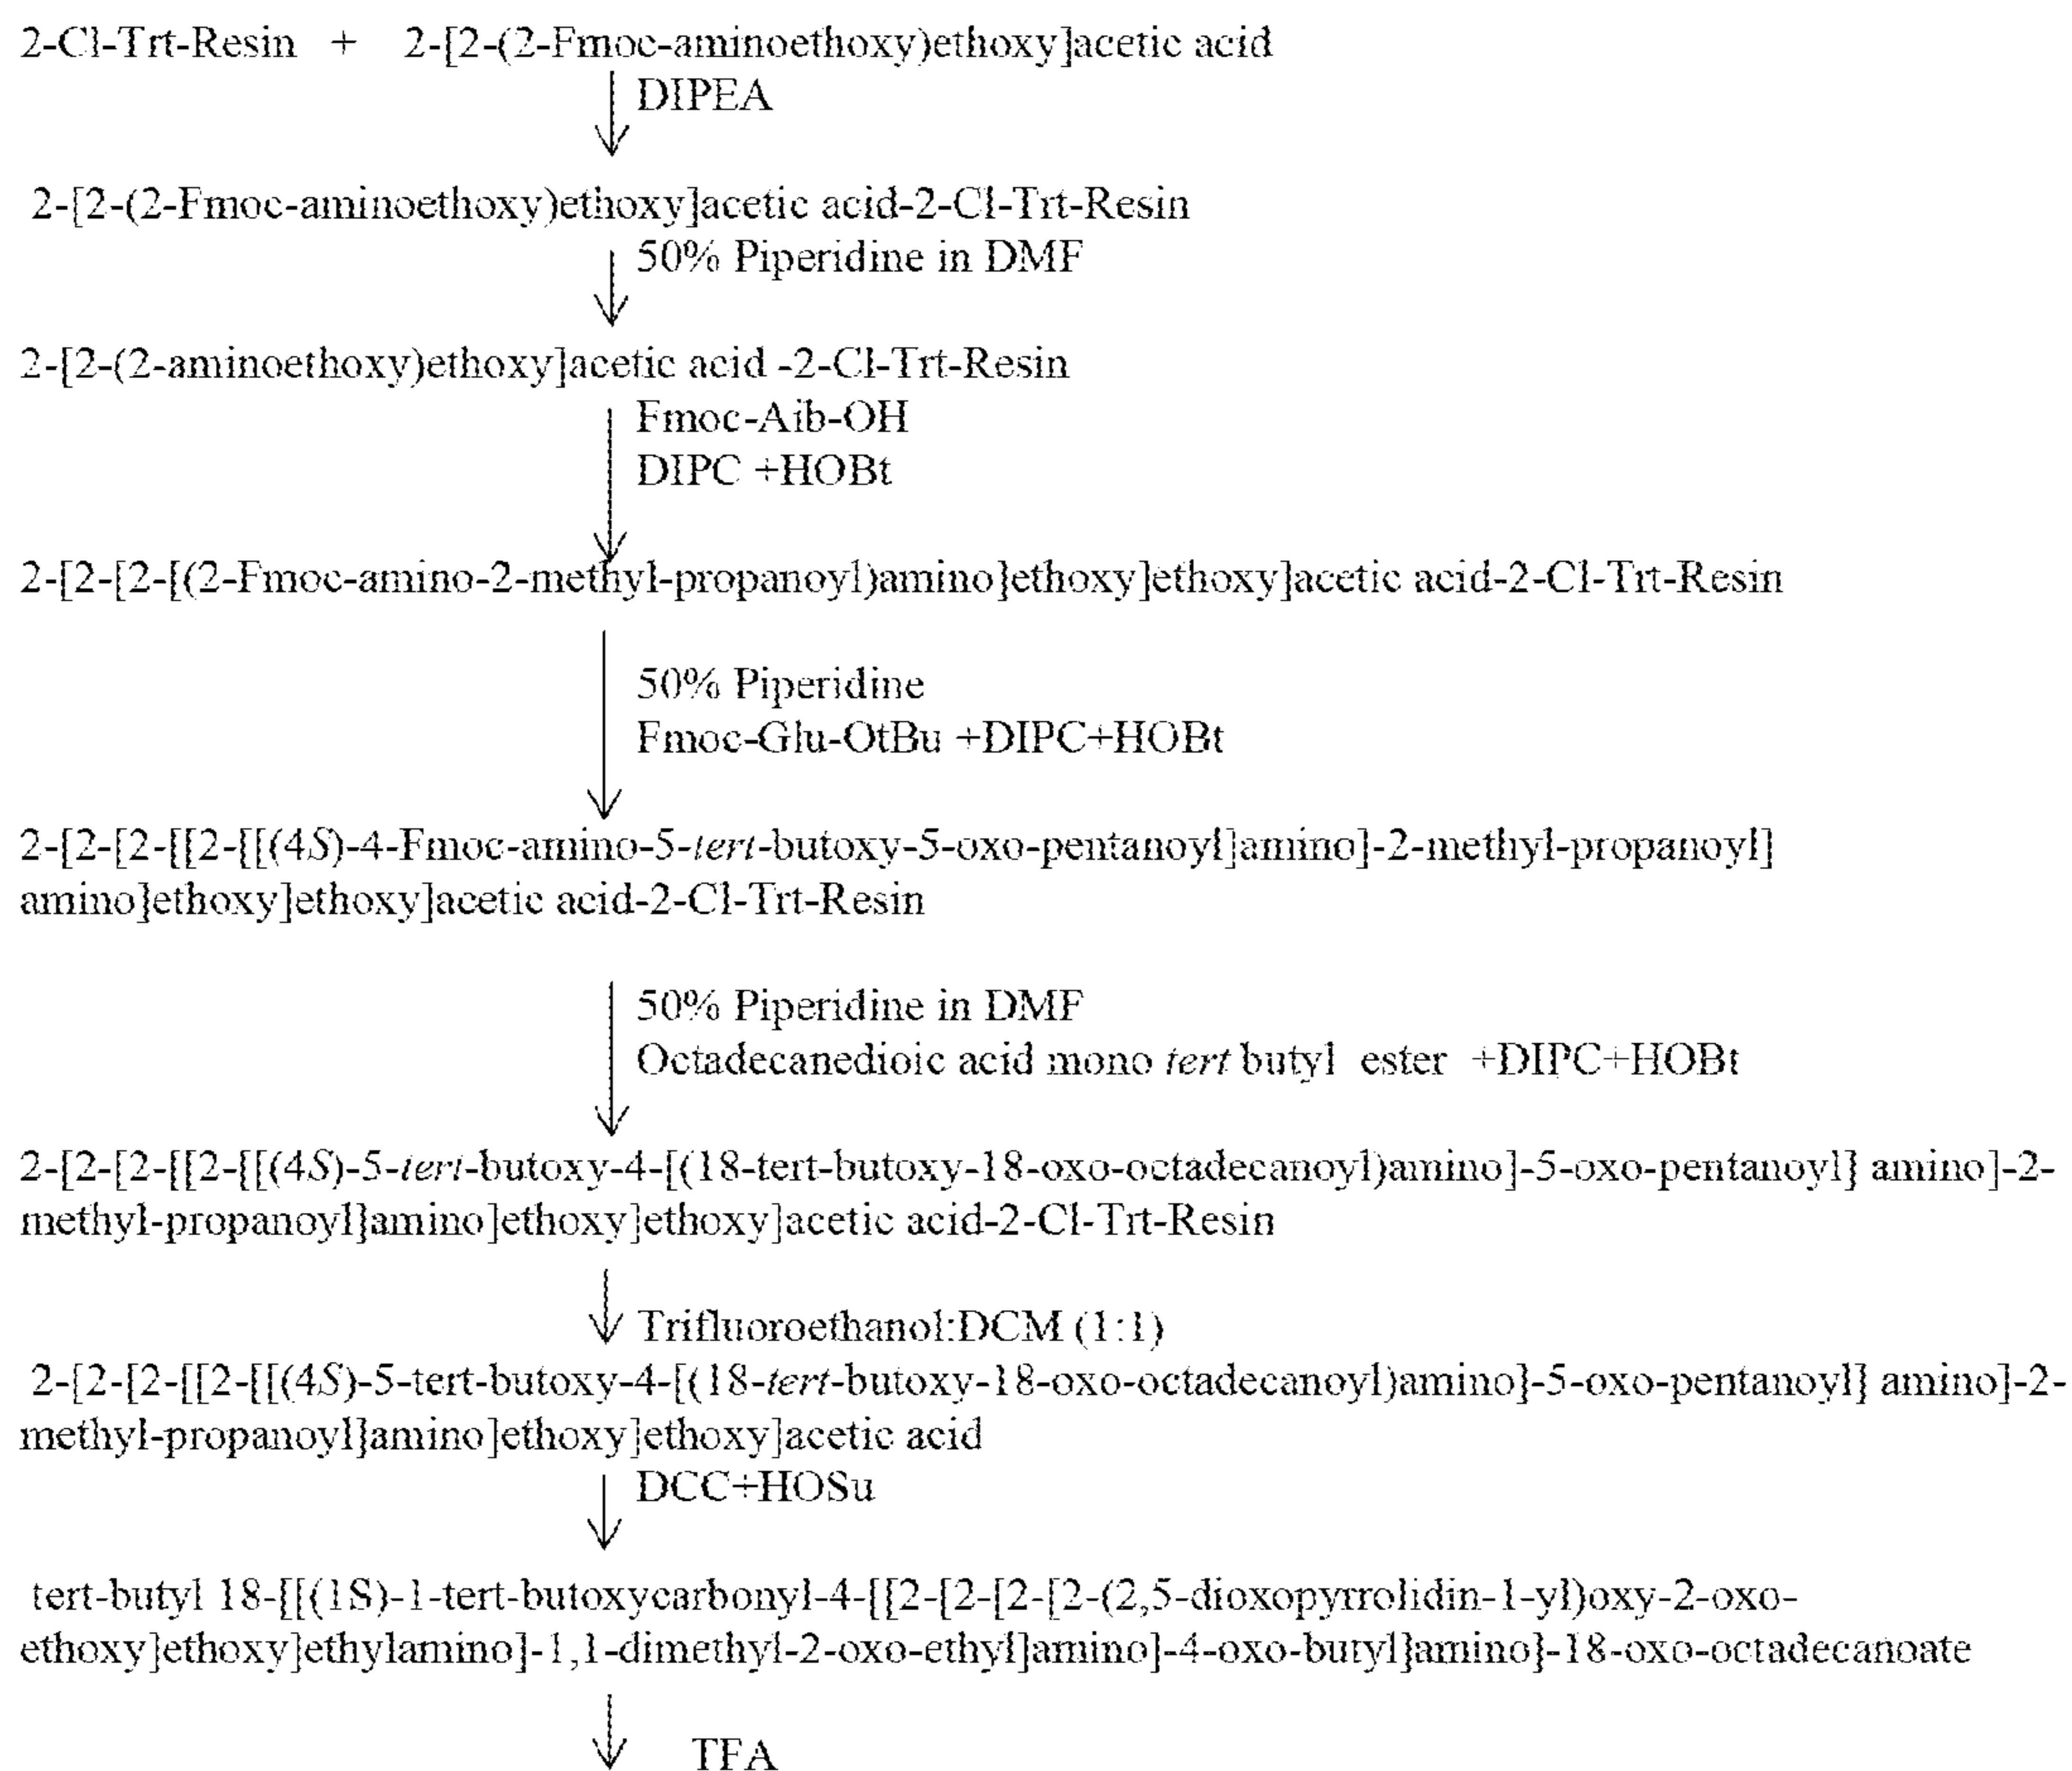 2-Cl-Trt-Resin + 2-[2-(2-Fmoc-aminoethoxy)ethoxy]acetic acid
DIPEA
2-[2-(2-Fmoc-aminoethoxy)ethoxy]acetic acid-2-Cl-Trt-Resin
50% Piperidine in DMF
2-[2-(2-aminoethoxy)ethoxy]acetic acid -2-Cl-Trt-Resin
Fmoc-Aib-OH
DIPC +HOBt
2-[2-[2-[(2-Fmoc-amino-2-methyl-propanoyl)amino]ethoxy]ethoxy]acetic acid-2-Cl-Trt-Resin
50% Piperidine
Fmoc-Glu-OtBu +DIPC+HOBt
2-[2-[2-[[2-[[(4S)-4-Fmoc-amino-5-tert-butoxy-5-oxo-pentanoyl]amino]-2-methyl-propanoyl]
amino]ethoxy]ethoxy]acetic acid-2-Cl-Trt-Resin
50% Piperidine in DMF
Octadecanedioic acid mono tert butyl ester +DIPC+HOBt
2-[2-[2-[[2-[[(4S)-5-tert-butoxy-4-[(18-tert-butoxy-18-oxo-octadecanoyl)amino]-5-oxo-pentanoyl] amino]-2-
methyl-propanoyl]amino]ethoxy]ethoxy]acetic acid-2-Cl-Trt-Resin
Trifluoroethanol:DCM (1:1)
2-[2-[2-[[2-[[(4S)-5-tert-butoxy-4-[(18-tert-butoxy-18-oxo-octadecanoyl)amino]-5-oxo-pentanoyl] amino]-2-
methyl-propanoyl]amino]ethoxy]ethoxy]acetic acid
DCC+HOSu
tert-butyl 18-[[(1S)-1-tert-butoxycarbonyl-4-[[2-[2-[2-[2-(2,5-dioxopyrrolidin-1-yl)oxy-2-oxo-
ethoxy]ethoxy]ethylamino]-1,1-dimethyl-2-oxo-ethyl]amino]-4-oxo-butyl]amino]-18-oxo-octadecanoate
TFA